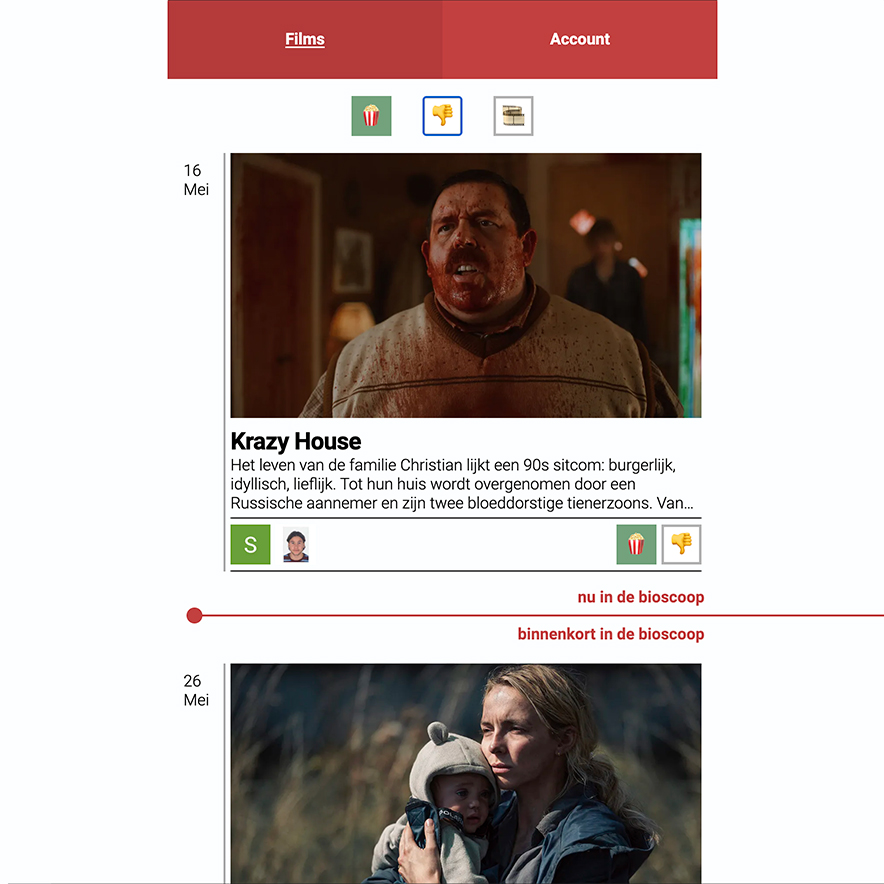 Films
Account
16
Mei
Krazy House
Het leven van de familie Christian lijkt een 90s sitcom: burgerlijk,
idyllisch, lieflijk. Tot hun huis wordt overgenomen door een
Russische aannemer en zijn twee bloeddorstige tienerzoons. Van...
S
nu in de bioscoop
binnenkort in de bioscoop
26
Mei